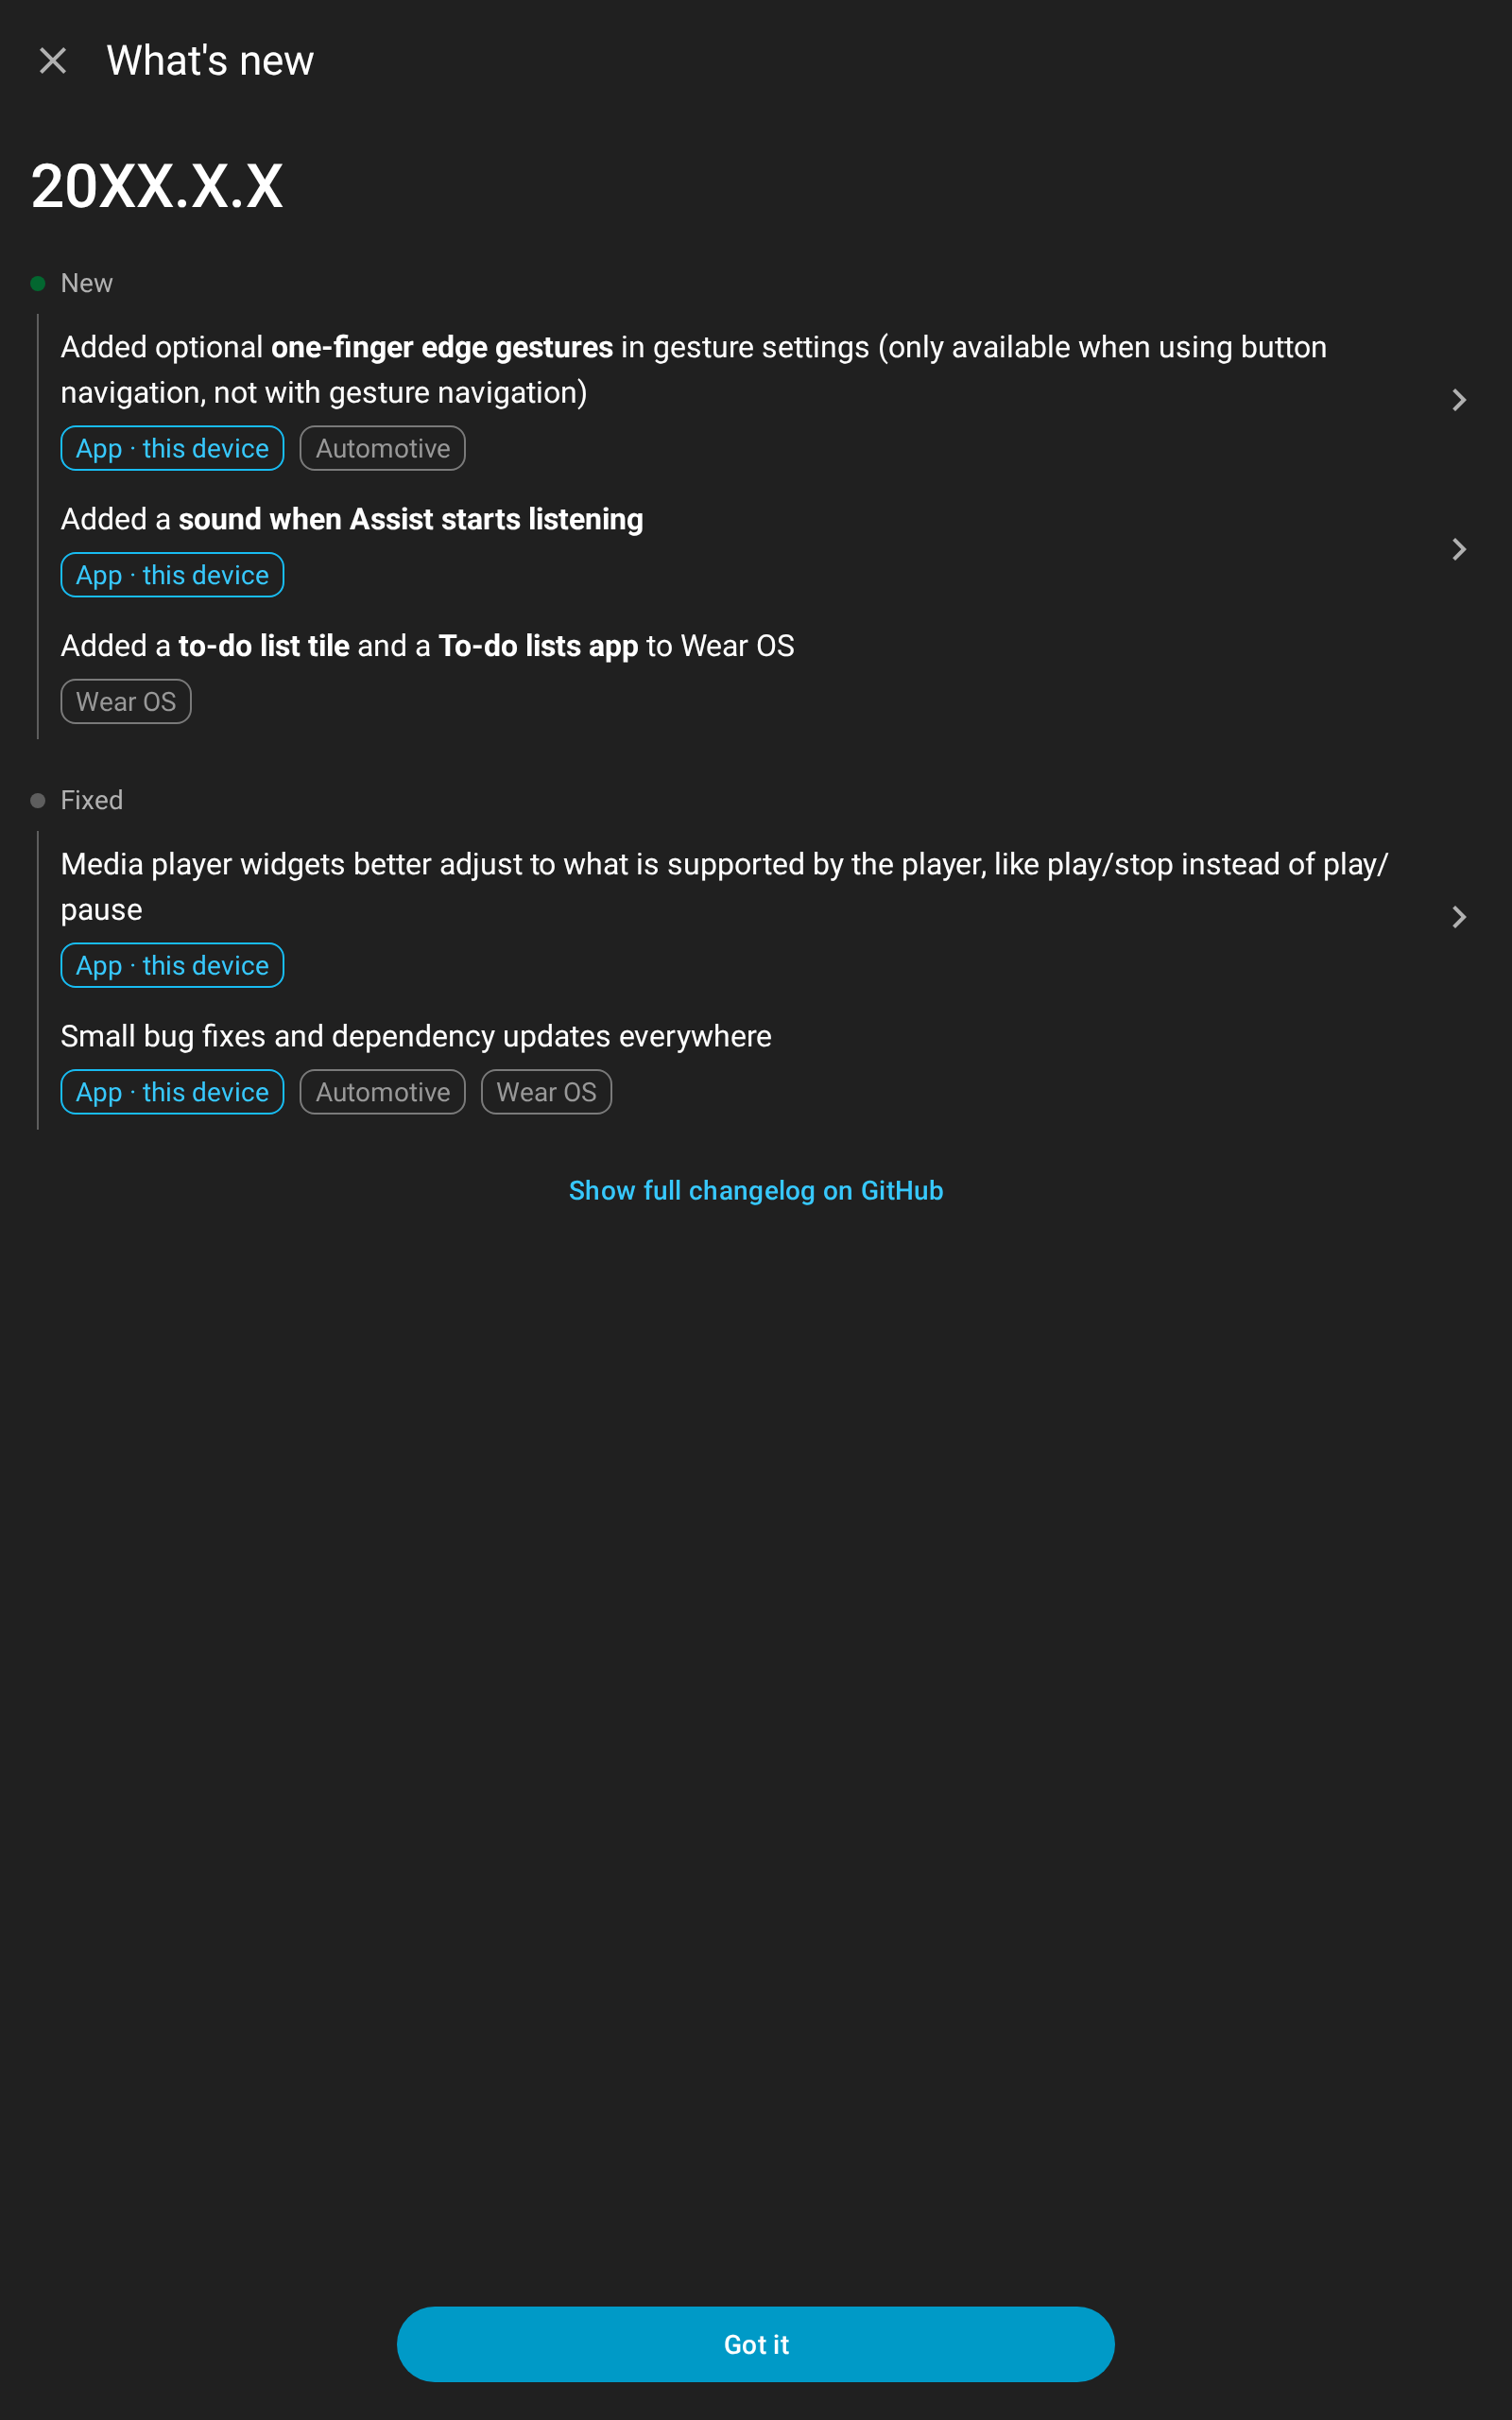 What's new
20XX.X.X
New
Added optional one-finger edge gestures in gesture settings (only available when using button
navigation, not with gesture navigation)
App · this device Automotive
Added a sound when Assist starts listening
App · this device
Added a to-do list tile and a To-do lists app to Wear OS
Wear OS
Fixed
Media player widgets better adjust to what is supported by the player, like play/stop instead of play/
pause
App · this device
Small bug fixes and dependency updates everywhere
App · this device Automotive Wear OS
Show full changelog on GitHub
Got it